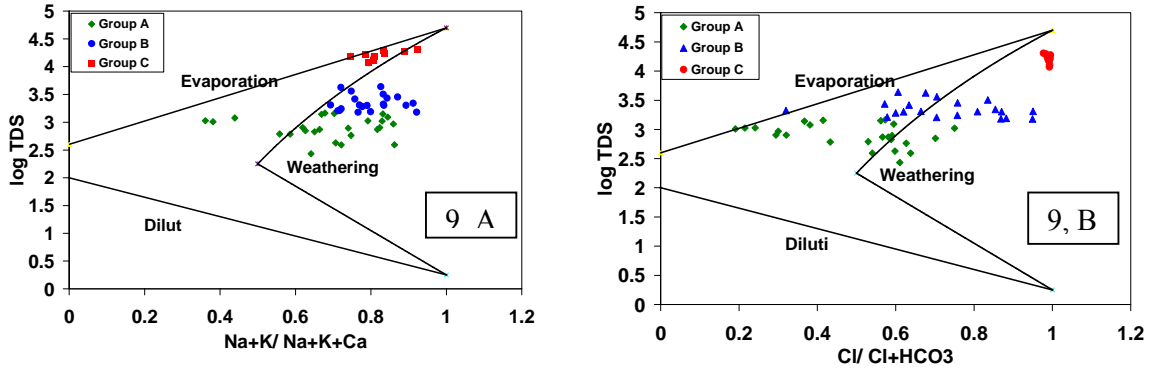 5
4.5
4
3.5
3
2.5
2
1.5
1
0.5
0
log TDS
Group A
Group B
Group C
Evaporation
Weathering
Dilut
9 A
0 0.2 0.4 0.6 0.8 1 1.2
Na+K/ Na+K+Ca
5
4.5
4
3.5
3
2.5
2
1.5
1
0.5
0
log TDS
Group A
Group B
Group C
Evaporation
Weathering
Diluti
9, B
0 0.2 0.4 0.6 0.8 1 1.2
Cl/ Cl+HCO3